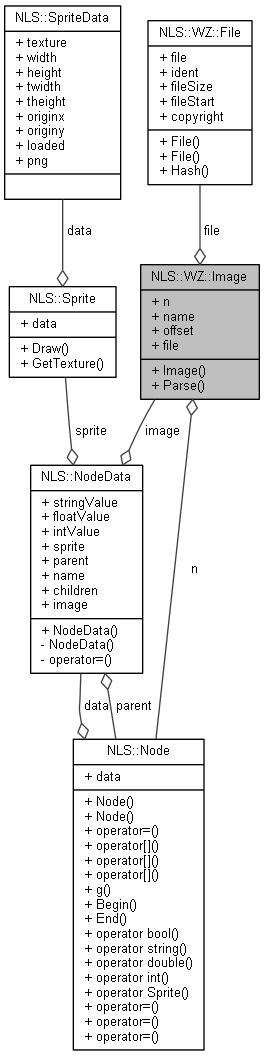 NLS::SpriteData
+ texture
+ width
+ height
+ twidth
+ theight
+ originx
+ originy
+ loaded
+ png
NLS::WZ::File
+ file
+ ident
+ fileSize
+ fileStart
+ copyright
+ File()
+ File()
+ Hash()
data
file
NLS::Sprite
+ data
+ Draw()
+ GetTexture()
NLS::WZ::Image
+ n
+ name
+ offset
+ file
+ Image()
+ Parse()
sprite
image
n
NLS::NodeData
+ stringValue
+ floatValue
+ intValue
+ sprite
+ parent
+ name
+ children
+ image
+ NodeData()
- NodeData()
- operator=()
data
parent
NLS::Node
+ data
+ Node()
+ Node()
+ operator=()
+ operator[]()
+ operator[]()
+ operator[]()
+ g()
+ Begin()
+ End()
+ operator bool()
+ operator string()
+ operator double()
+ operator int()
+ operator Sprite()
+ operator=()
+ operator=()
+ operator=()